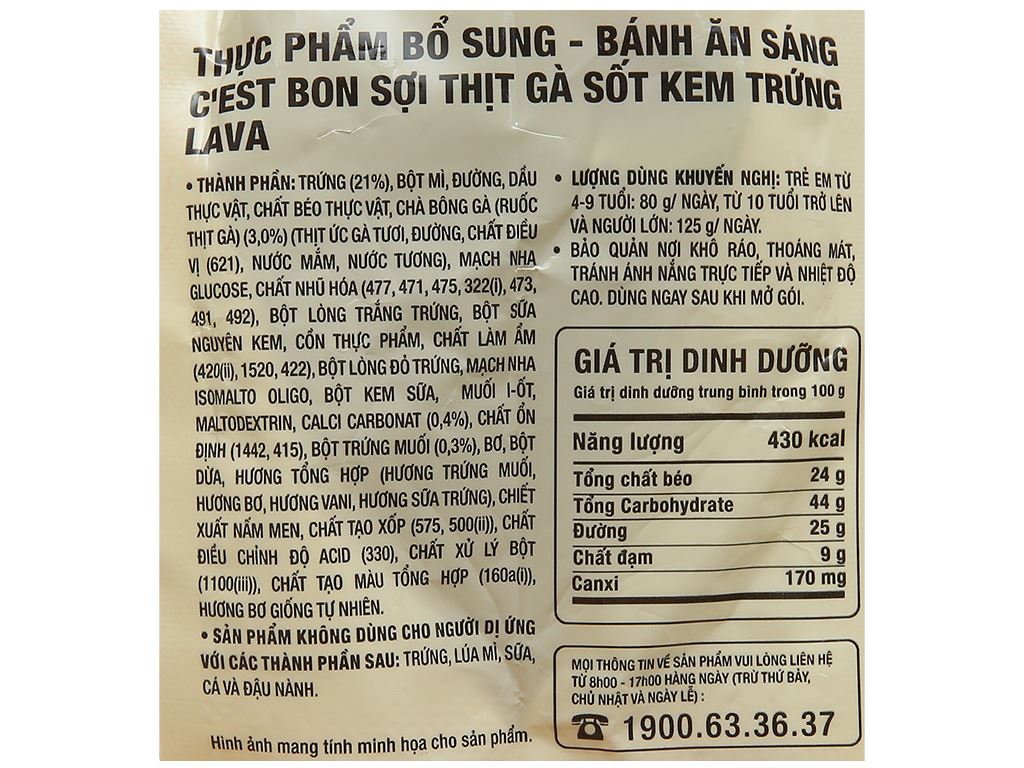 THỰC PHẨM BỔ SUNG - BÁNH ĂN SÁNG
C'EST BON SỢI THỊT GÀ SỐT KEM TRỨNG
LAVA
• THÀNH PHẦN: TRỨNG (21%), BỘT MÌ, ĐƯỜNG, DẦU
THỰC VẬT, CHẤT BÉO THỰC VẬT, CHÀ BÔNG GÀ (RUỐC
THỊT GÀ) (3,0%) (THỊT ỨC GÀ TƯƠI, ĐƯỜNG, CHẤT ĐIỀU
VỊ (621), NƯỚC MẮM, NƯỚC TƯƠNG), MẠCH NHA
GLUCOSE, CHẤT NHŨ HÓA (477, 471, 475, 322(i), 473,
491, 492), BỘT LÒNG TRẮNG TRỨNG, BỘT SỮA
NGUYÊN KEM, CỒN THỰC PHẨM, CHẤT LÀM ẨM
(420(ii), 1520, 422), BỘT LÒNG ĐỎ TRỨNG, MẠCH NHA
ISOMALTO OLIGO, BỘT KEM SỮA, MUỐI I-ỐT,
MALTODEXTRIN, CALCI CARBONAT (0,4%), CHẤT ỔN
ĐỊNH (1442, 415), BỘT TRỨNG MUỐI (0,3%), BƠ, BỘT
DỪA, HƯƠNG TỔNG HỢP (HƯƠNG TRỨNG MUỐI,
HƯƠNG BƠ, HƯƠNG VANI, HƯƠNG SỮA TRỨNG), CHIẾT
XUẤT NẤM MEN, CHẤT TẠO XỐP (575, 500(ii)), CHẤT
ĐIỀU CHỈNH ĐỘ ACID (330), CHẤT XỬ LÝ BỘT
(1100(iii)), CHẤT TẠO MÀU TỔNG HỢP (160a(i)),
HƯƠNG BƠ GIỐNG TỰ NHIÊN.
• SẢN PHẨM KHÔNG DÙNG CHO NGƯỜI DỊ ỨNG
VỚI CÁC THÀNH PHẦN SAU: TRỨNG, LÚA MÌ, SỮA,
CÁ VÀ ĐẬU NÀNH.
Hình ảnh mang tính minh họa cho sản phẩm.
• LƯỢNG DÙNG KHUYẾN NGHỊ: TRẺ EM TỪ
4-9 TUỔI: 80 g/ NGÀY, TỪ 10 TUỔI TRỞ LÊN
VÀ NGƯỜI LỚN: 125 g/ NGÀY.
• BẢO QUẢN NƠI KHÔ RÁO, THOÁNG MÁT,
TRÁNH ÁNH NẮNG TRỰC TIẾP VÀ NHIỆT ĐỘ
CAO. DÙNG NGAY SAU KHI MỞ GÓI.
GIÁ TRỊ DINH DƯỠNG
Giá trị dinh dưỡng trung bình trong 100 g
Năng lượng 430 kcal
Tổng chất béo 24 g
Tổng Carbohydrate 44 g
Đường 25 g
Chất đạm 9 g
Canxi 170 mg
MỌI THÔNG TIN VỀ SẢN PHẨM VUI LÒNG LIÊN HỆ
TỪ 8h00 - 17h00 HÀNG NGÀY (TRỪ THỨ BẢY,
CHỦ NHẬT VÀ NGÀY LỄ) :
☎ 1900.63.36.37